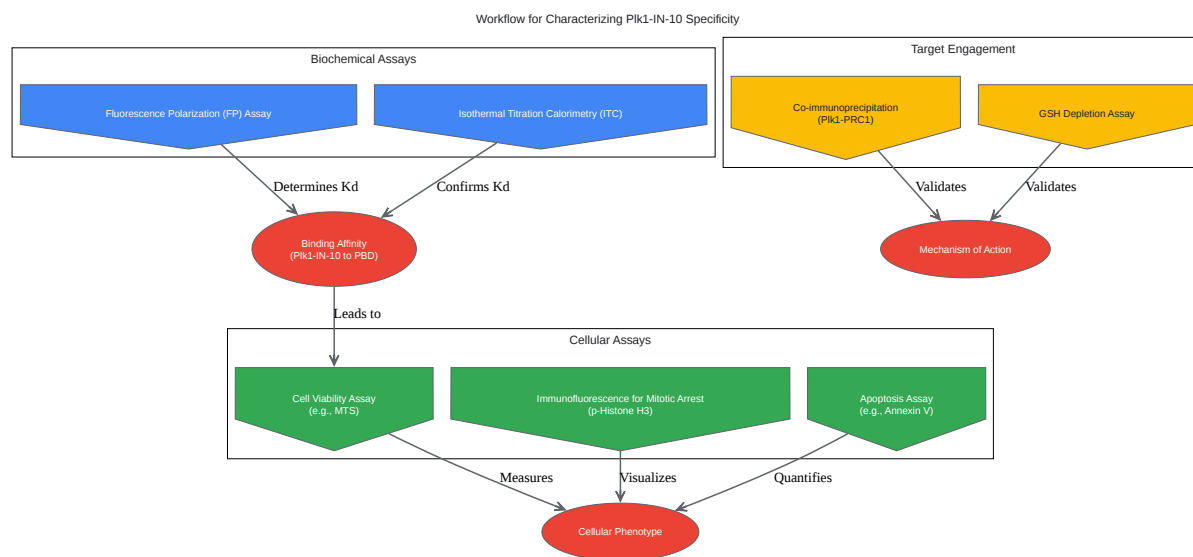 Workflow for Characterizing Plk1-IN-10 Specificity
Biochemical Assays
Target Engagement
Fluorescence Polarization (FP) Assay
Isothermal Titration Calorimetry (ITC)
Co-immunoprecipitation
(Plk1-PRC1)
GSH Depletion Assay
Determines Kd
Confirms Kd
Validates
Validates
Binding Affinity
(Plk1-IN-10 to PBD)
Mechanism of Action
Leads to
Cellular Assays
Cell Viability Assay
(e.g., MTS)
Immunofluorescence for Mitotic Arrest
(p-Histone H3)
Apoptosis Assay
(e.g., Annexin V)
Measures
Visualizes
Quantifies
Cellular Phenotype